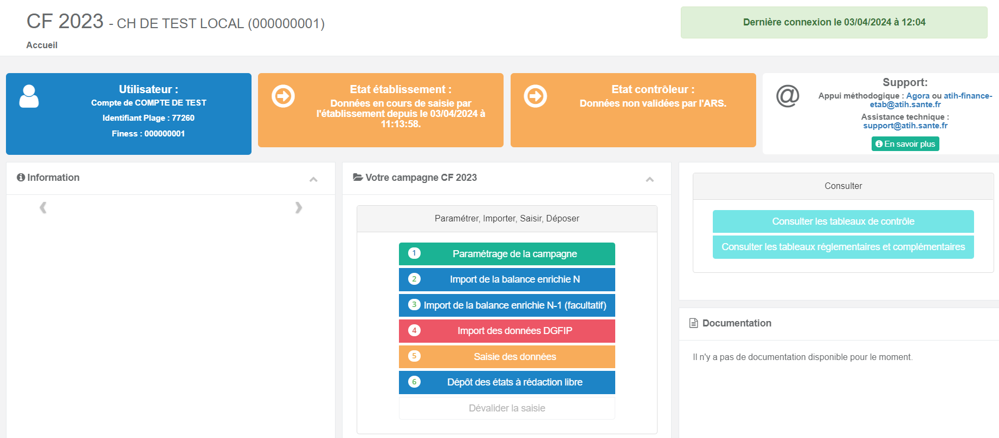 CF 2023 - CH DE TEST LOCAL (000000001)
Dernière connexion le 03/04/2024 à 12:04
Accueil
Utilisateur :
Compte de COMPTE DE TEST
Identifiant Plage : 77260
Finess : 000000001
Etat établissement :
Données en cours de saisie par
l'établissement depuis le 03/04/2024 à
11:13:58.
Etat contrôleur :
Données non validées par l'ARS.
@
Support:
Appui méthodogique : Agora ou atih-finance-
etab@atih.sante.fr
Assistance technique :
support@atih.sante.fr
En savoir plus
Information
Votre campagne CF 2023
Paramétrer, Importer, Saisir, Déposer
1 Paramétrage de la campagne
2 Import de la balance enrichie N
3 Import de la balance enrichie N-1 (facultatif)
4 Import des données DGFIP
5 Saisie des données
6 Dépôt des états à rédaction libre
Dévalider la saisie
Consulter
Consulter les tableaux de contrôle
Consulter les tableaux réglementaires et complémentaires
Documentation
Il n'y a pas de documentation disponible pour le moment.